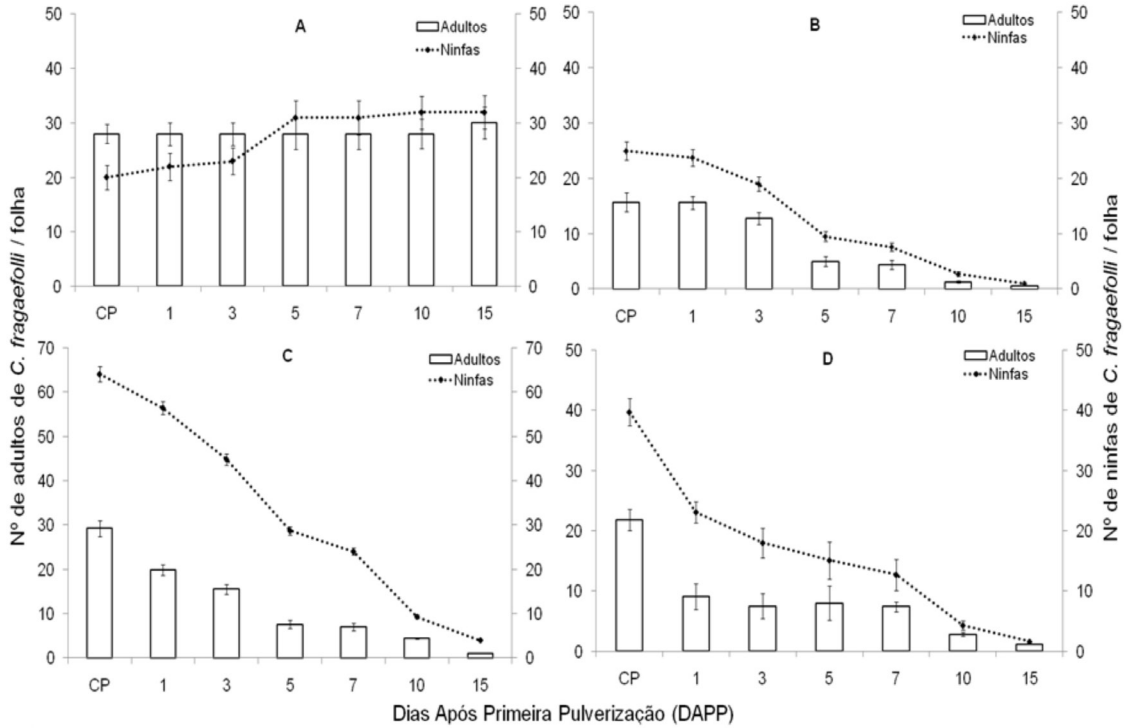 Nº de adultos de C. fragaefolli / folha
Nº de ninfas de C. fragaefolli / folha
A
Adultos
Ninfas
50 50
40 40
30 30
20 20
10 10
0 0
CP 1 3 5 7 10 15
B
Adultos
Ninfas
50 50
40 40
30 30
20 20
10 10
0 0
CP 1 3 5 7 10 15
C
Adultos
Ninfas
70 70
60 60
50 50
40 40
30 30
20 20
10 10
0 0
CP 1 3 5 7 10 15
D
Adultos
Ninfas
50 50
40 40
30 30
20 20
10 10
0 0
CP 1 3 5 7 10 15
Dias Após Primeira Pulverização (DAPP)